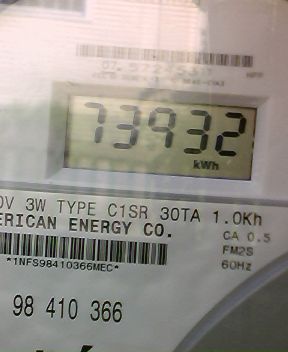 73932
kWh
0V 3W TYPE C1SR 30TA 1.0Kh
ERICAN ENERGY CO.
CA 0.5
FM2S
60Hz
*1NFS98410366MEC*
98 410 366